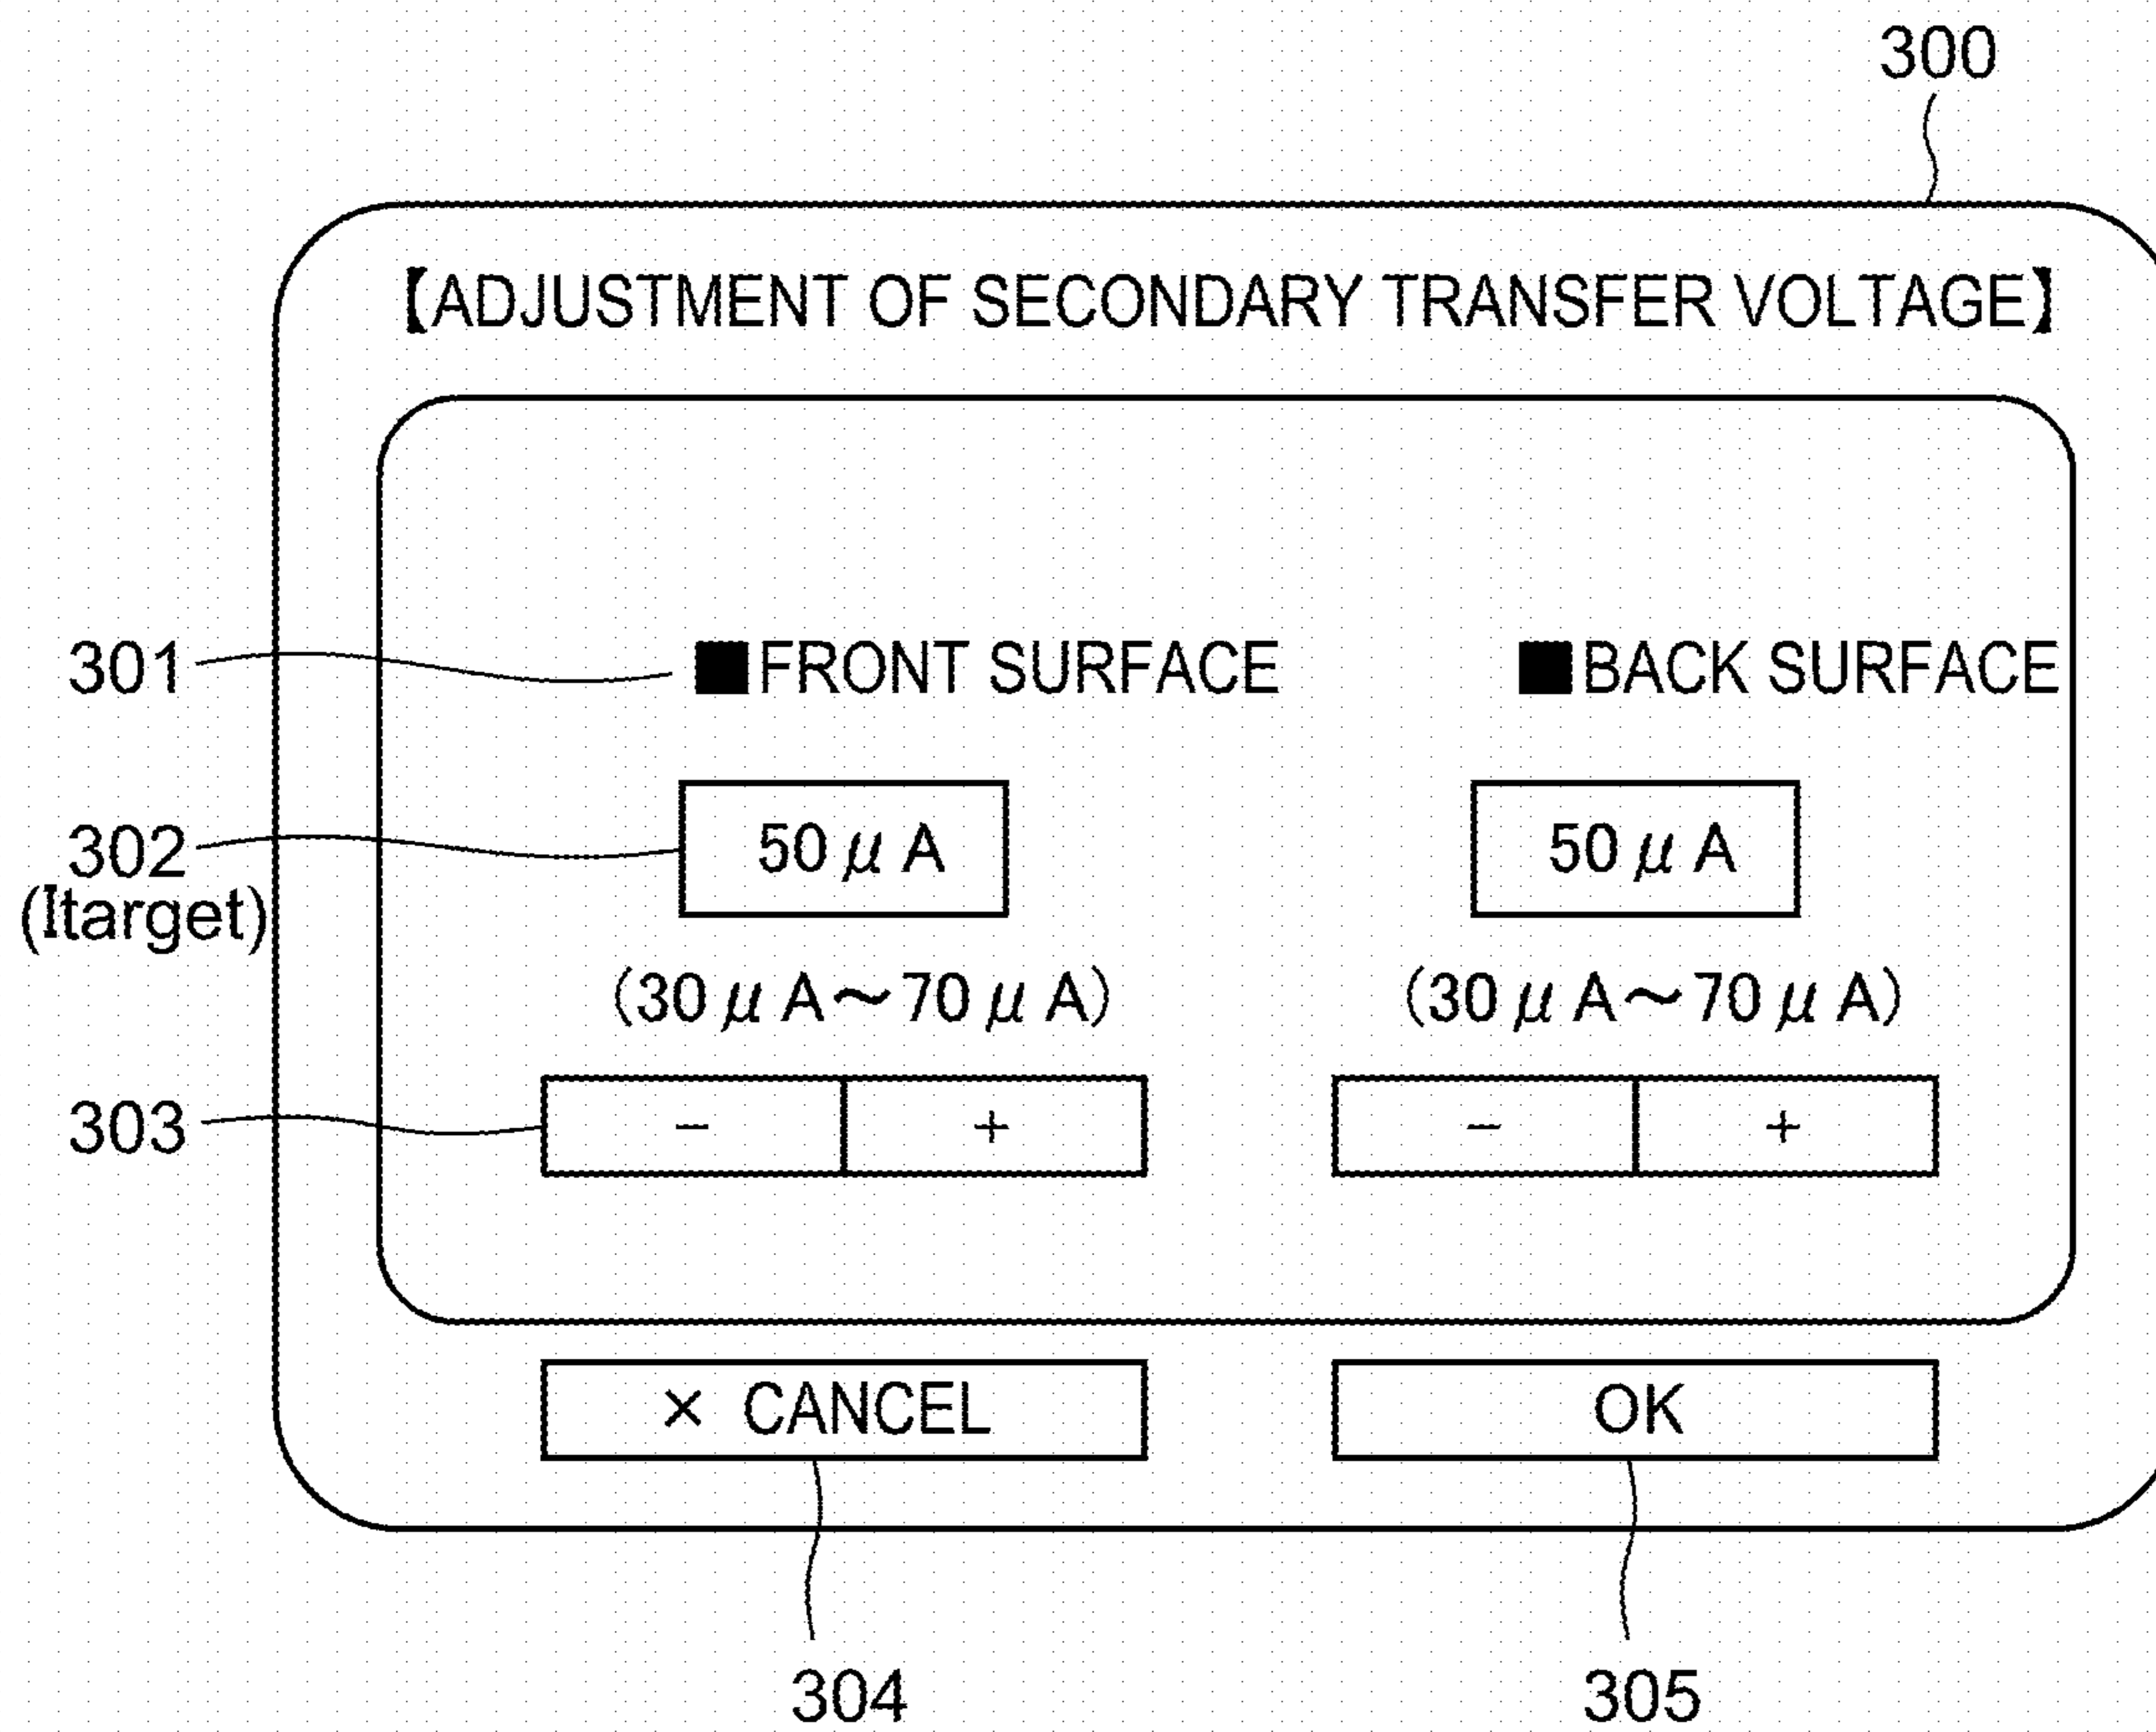 300
【ADJUSTMENT OF SECONDARY TRANSFER VOLTAGE】
301 ■FRONT SURFACE ■BACK SURFACE
302 50 μ A 50 μ A
(Itarget)
(30 μ A～70 μ A) (30 μ A～70 μ A)
303 − + − +
× CANCEL OK
304 305